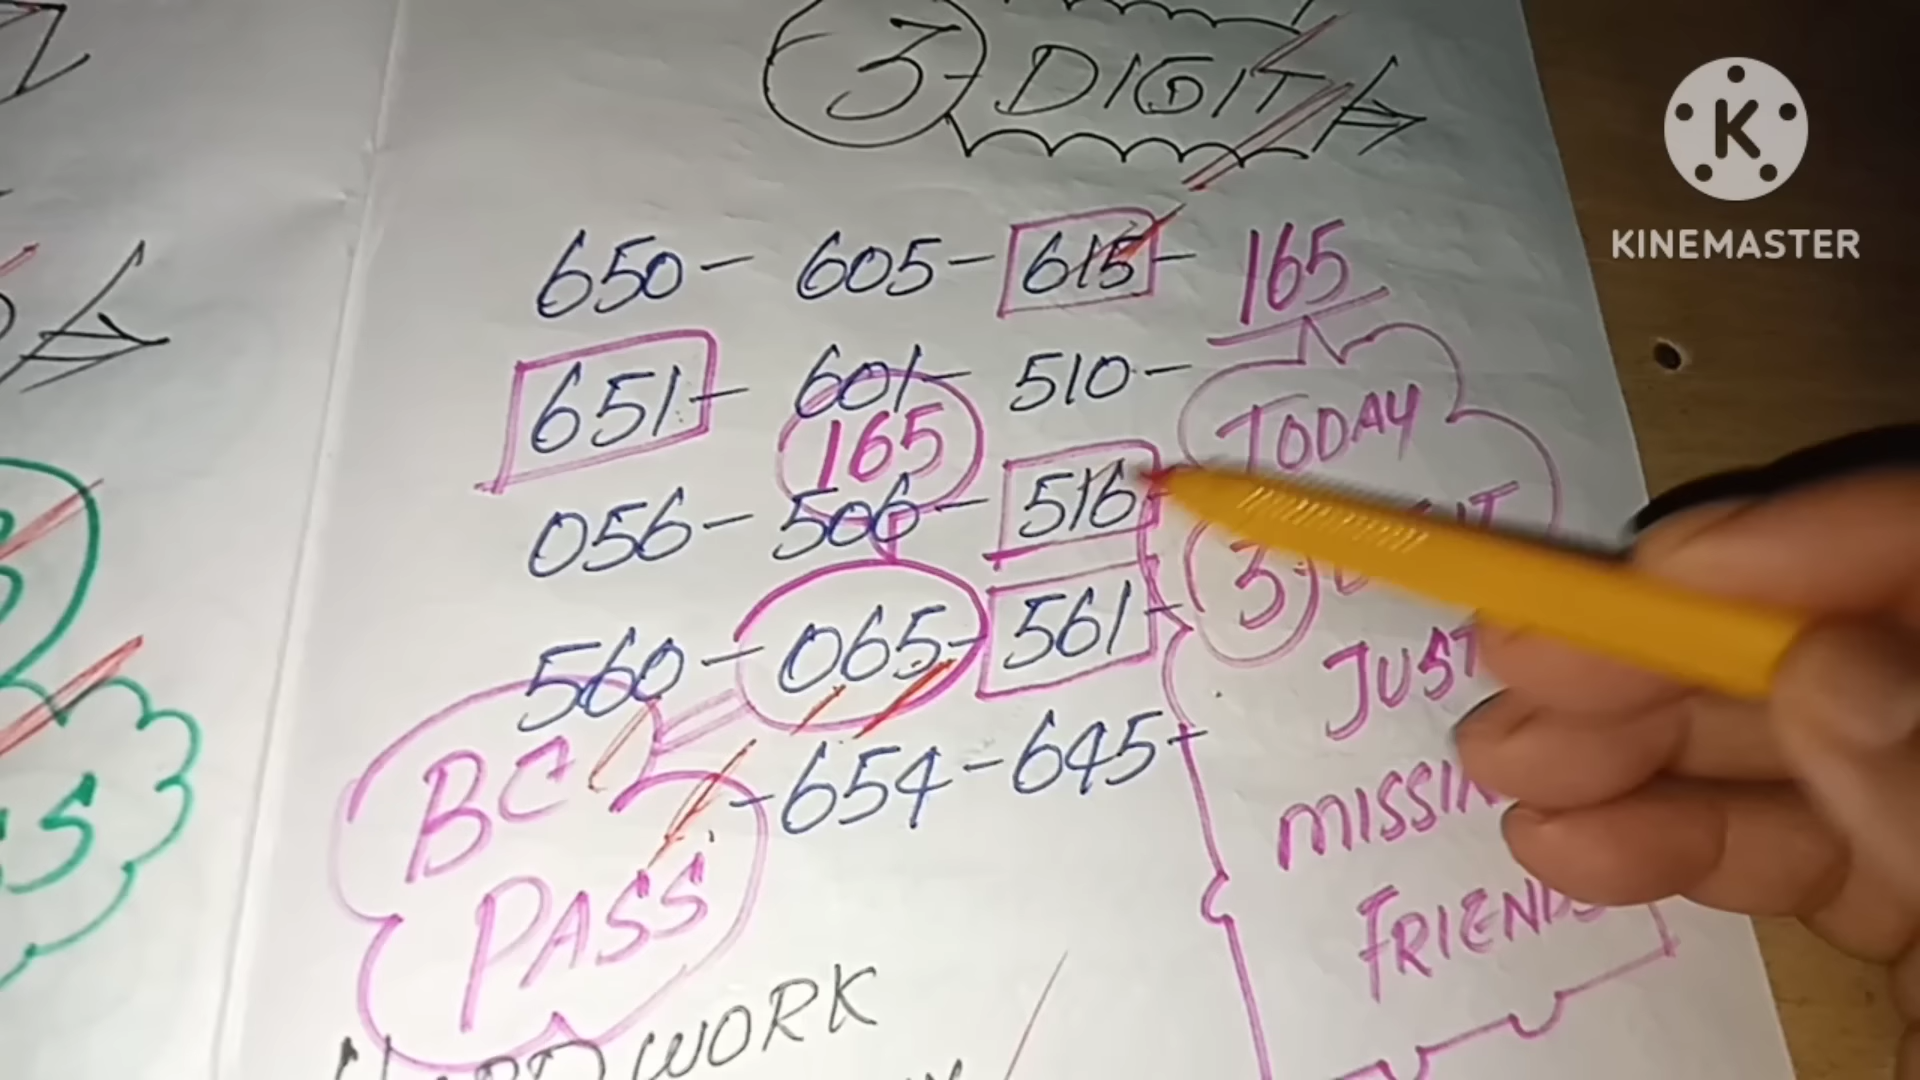 3 DIGIT
K
KINEMASTER
650 - 605 - 615 - 165
651 - 601 - 510 -
165
056 - 506 - 516
560 - 065 - 561 -
- 654 - 645 -
TODAY
3
JUST
FRIENDS
BC
PASS
WORK